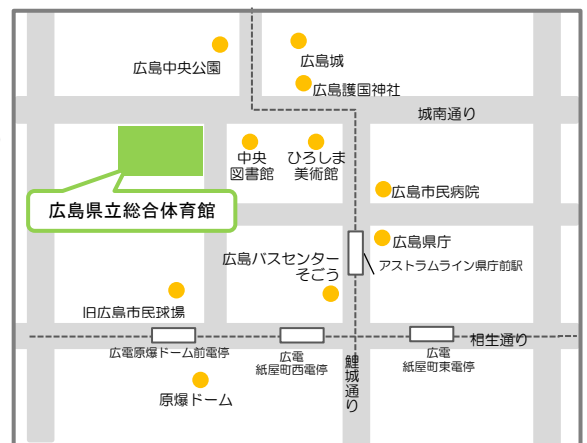 広島中央公園
広島城
広島護国神社
城南通り
中央
図書館
ひろしま
美術館
広島市民病院
広島県立総合体育館
広島県庁
広島バスセンター
そごう
アストラムライン県庁前駅
旧広島市民球場
相生通り
広電原爆ドーム前電停
広電
紙屋町西電停
広電
紙屋町東電停
鯉城通り
原爆ドーム